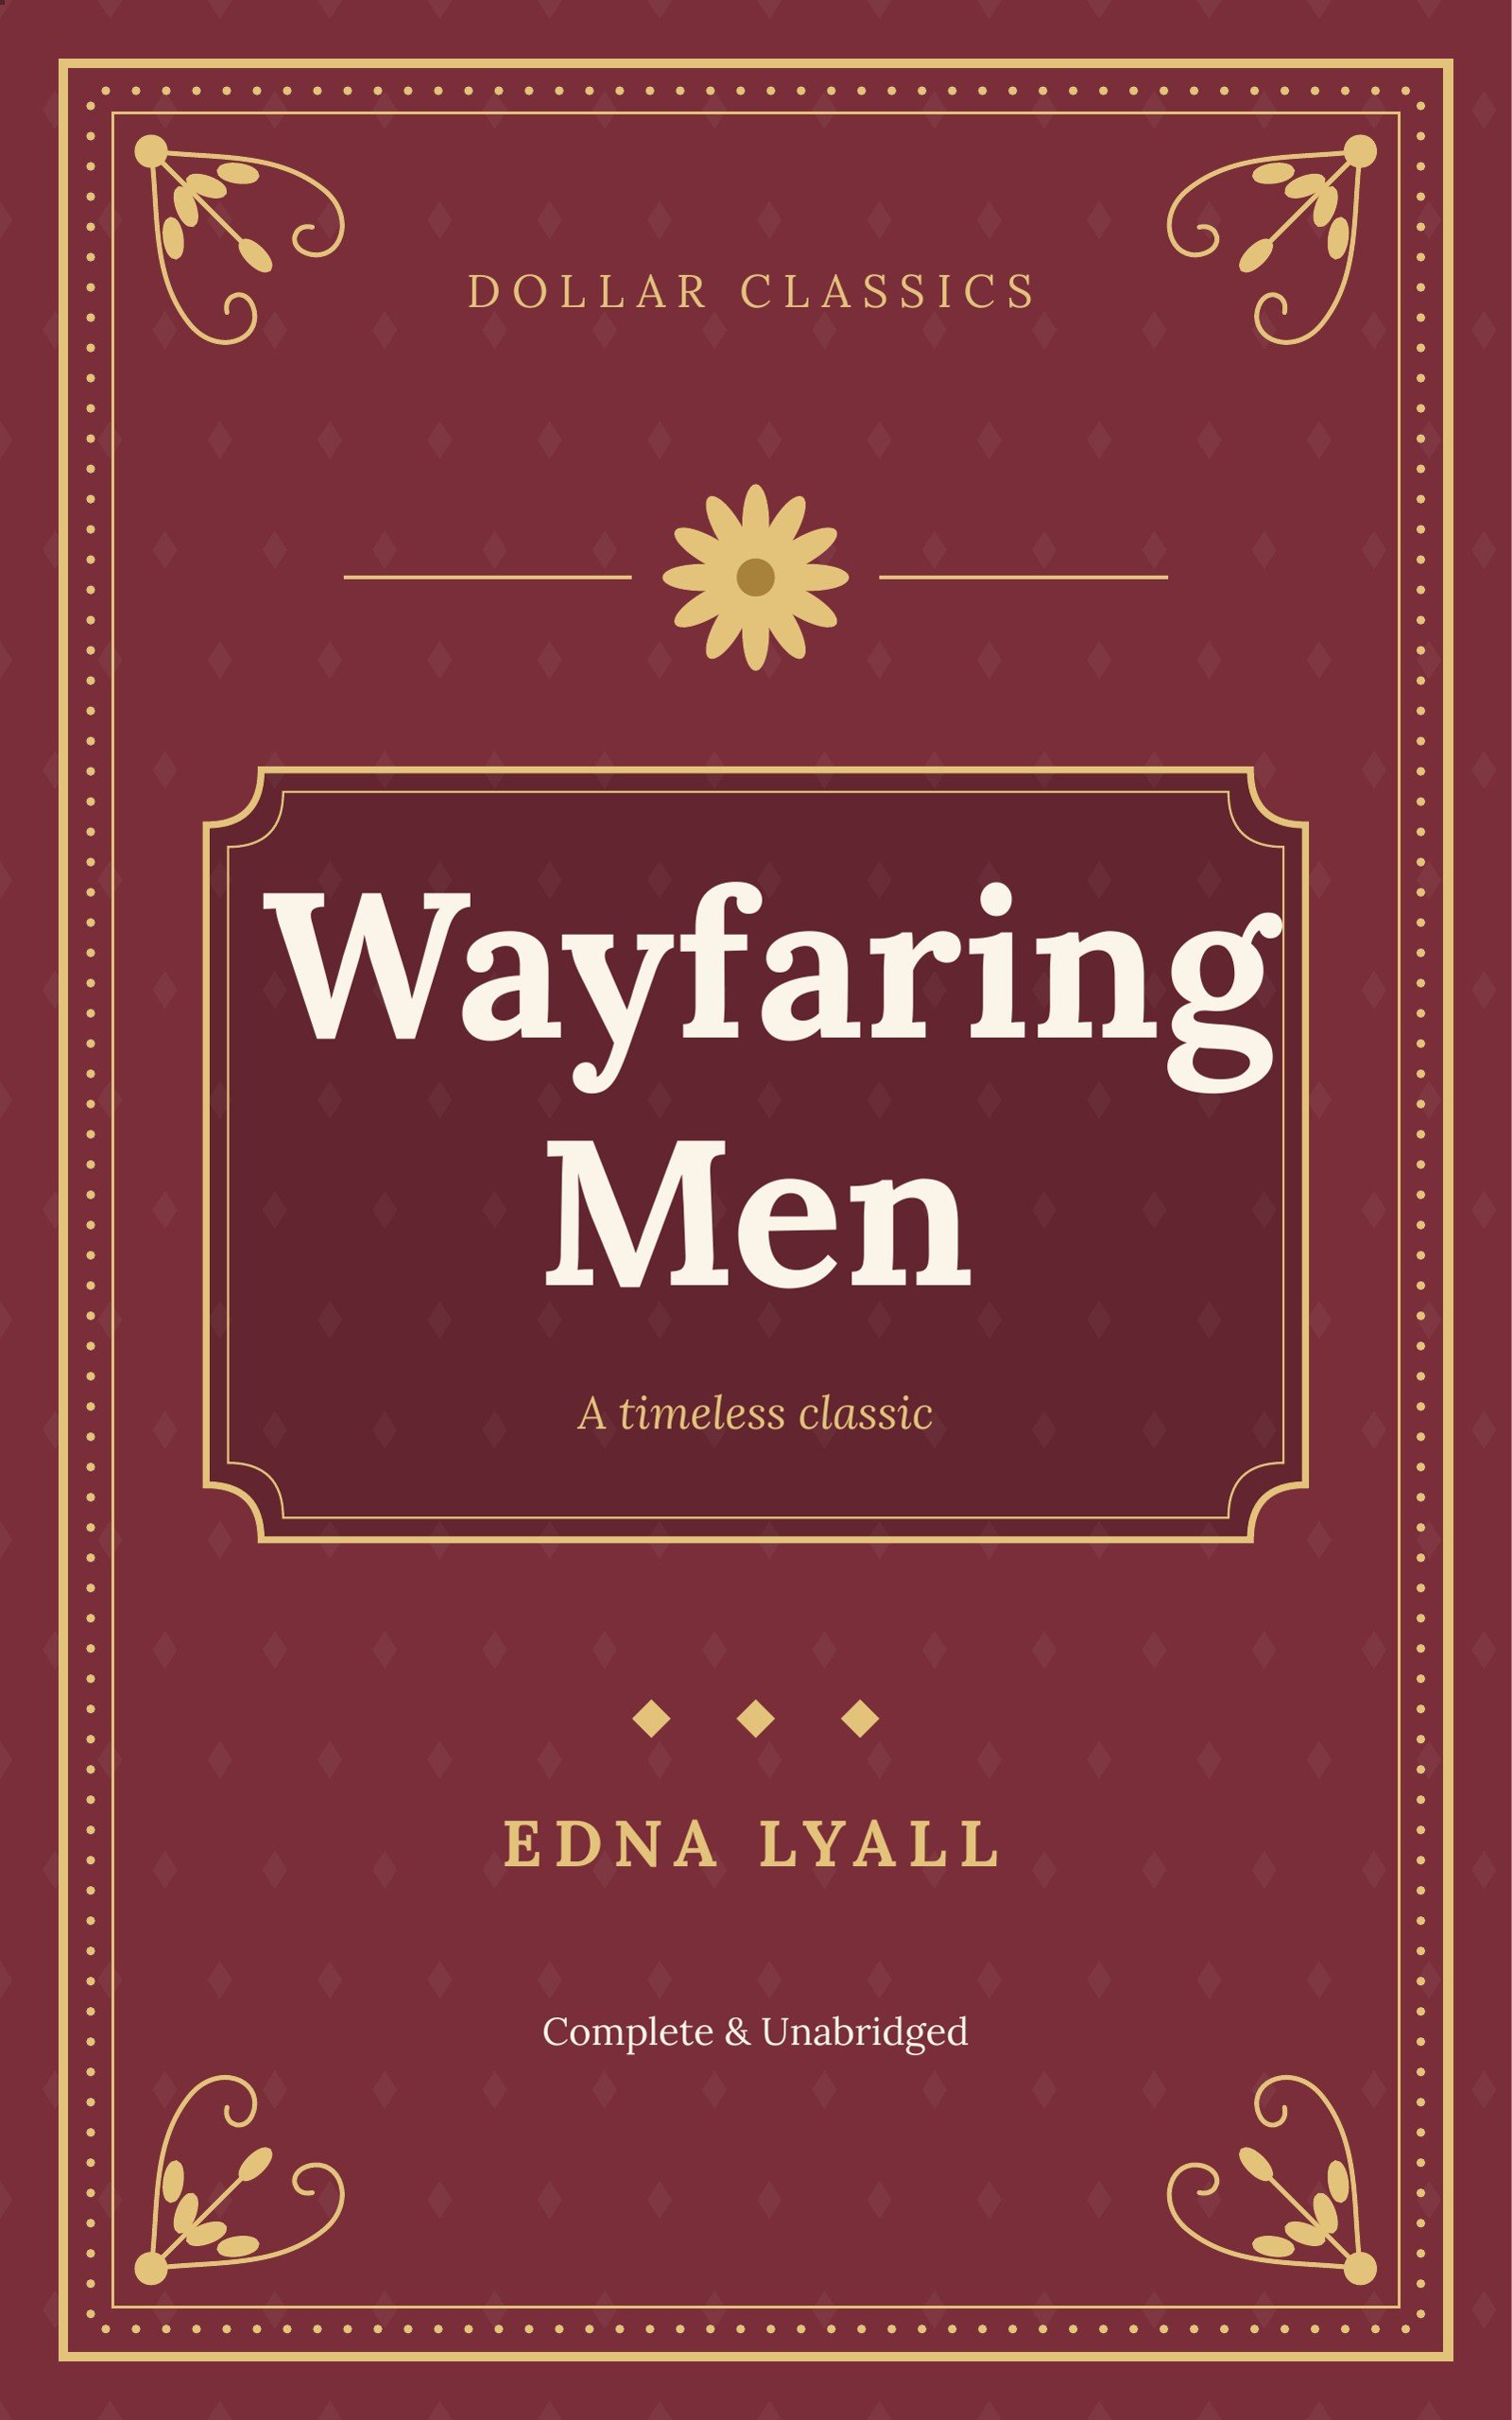 DOLLAR CLASSICS
Wayfaring
Men
A timeless classic
EDNA LYALL
Complete & Unabridged